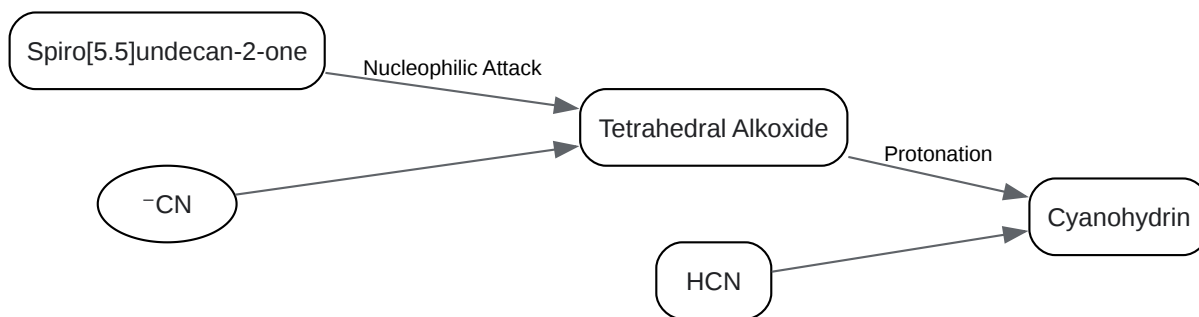 Spiro[5.5]undecan-2-one
Nucleophilic Attack
Tetrahedral Alkoxide
⁻CN
Protonation
Cyanohydrin
HCN